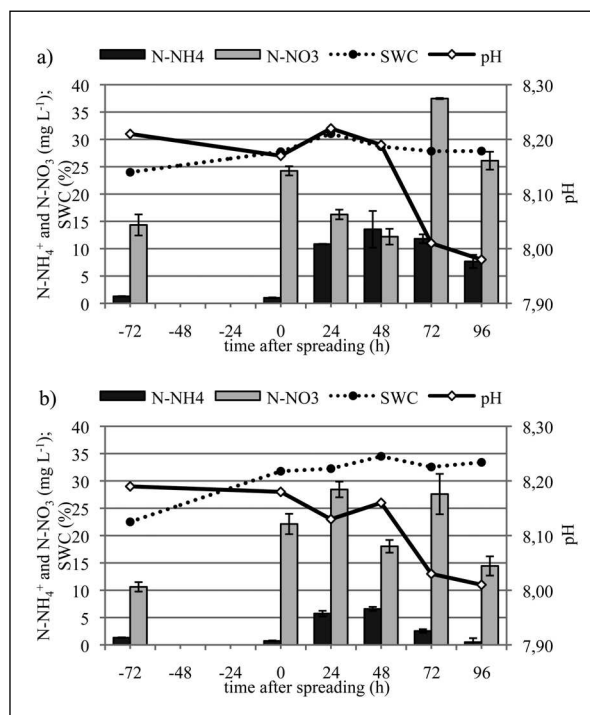 a) N-NH4 N-NO3 SWC pH
N-NH₄⁺ and N-NO₃ (mg L⁻¹);
SWC (%)
40 8,30
35
30 8,20
25
20 8,10
15
10 8,00
5
0 7,90
pH
-72 -48 -24 0 24 48 72 96
time after spreading (h)
b) N-NH4 N-NO3 SWC pH
N-NH₄⁺ and N-NO₃ (mg L⁻¹);
SWC (%)
40 8,30
35
30 8,20
25
20 8,10
15
10 8,00
5
0 7,90
pH
-72 -48 -24 0 24 48 72 96
time after spreading (h)